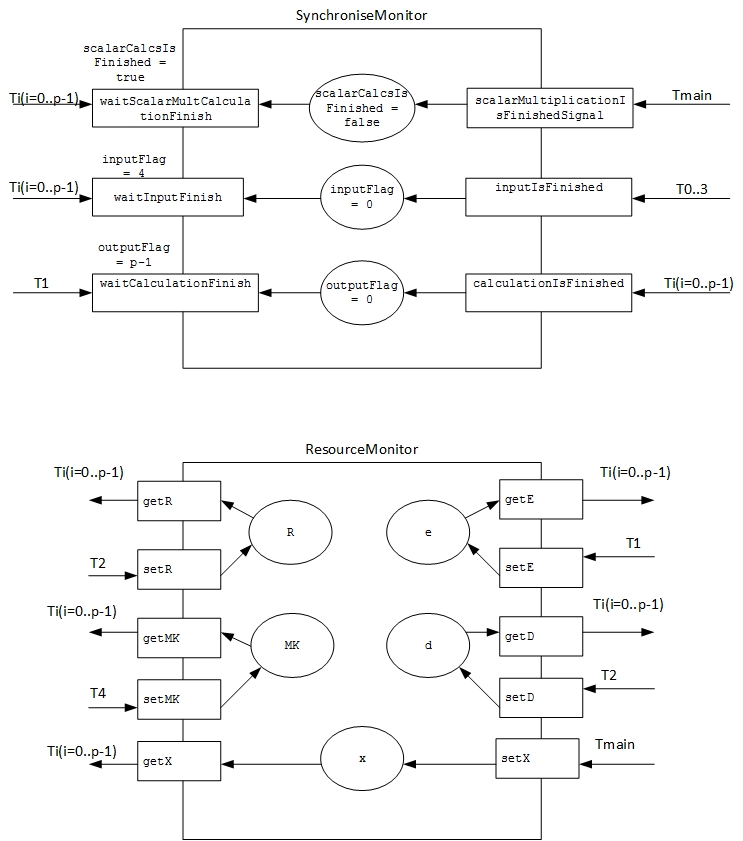 SynchroniseMonitor
scalarCalcsIs
Finished =
true
Ti(i=0..p-1)
waitScalarMultCalcula
tionFinish
scalarCalcsIs
Finished =
false
scalarMultiplicationI
sFinishedSignal
Tmain
inputFlag
= 4
Ti(i=0..p-1)
waitInputFinish
inputFlag
= 0
inputIsFinished
T0..3
outputFlag
= p-1
T1
waitCalculationFinish
outputFlag
= 0
calculationIsFinished
Ti(i=0..p-1)
ResourceMonitor
Ti(i=0..p-1)
getR
R
e
getE
Ti(i=0..p-1)
T2
setR
setE
T1
Ti(i=0..p-1)
getMK
MK
d
getD
Ti(i=0..p-1)
T4
setMK
setD
T2
Ti(i=0..p-1)
getX
x
setX
Tmain